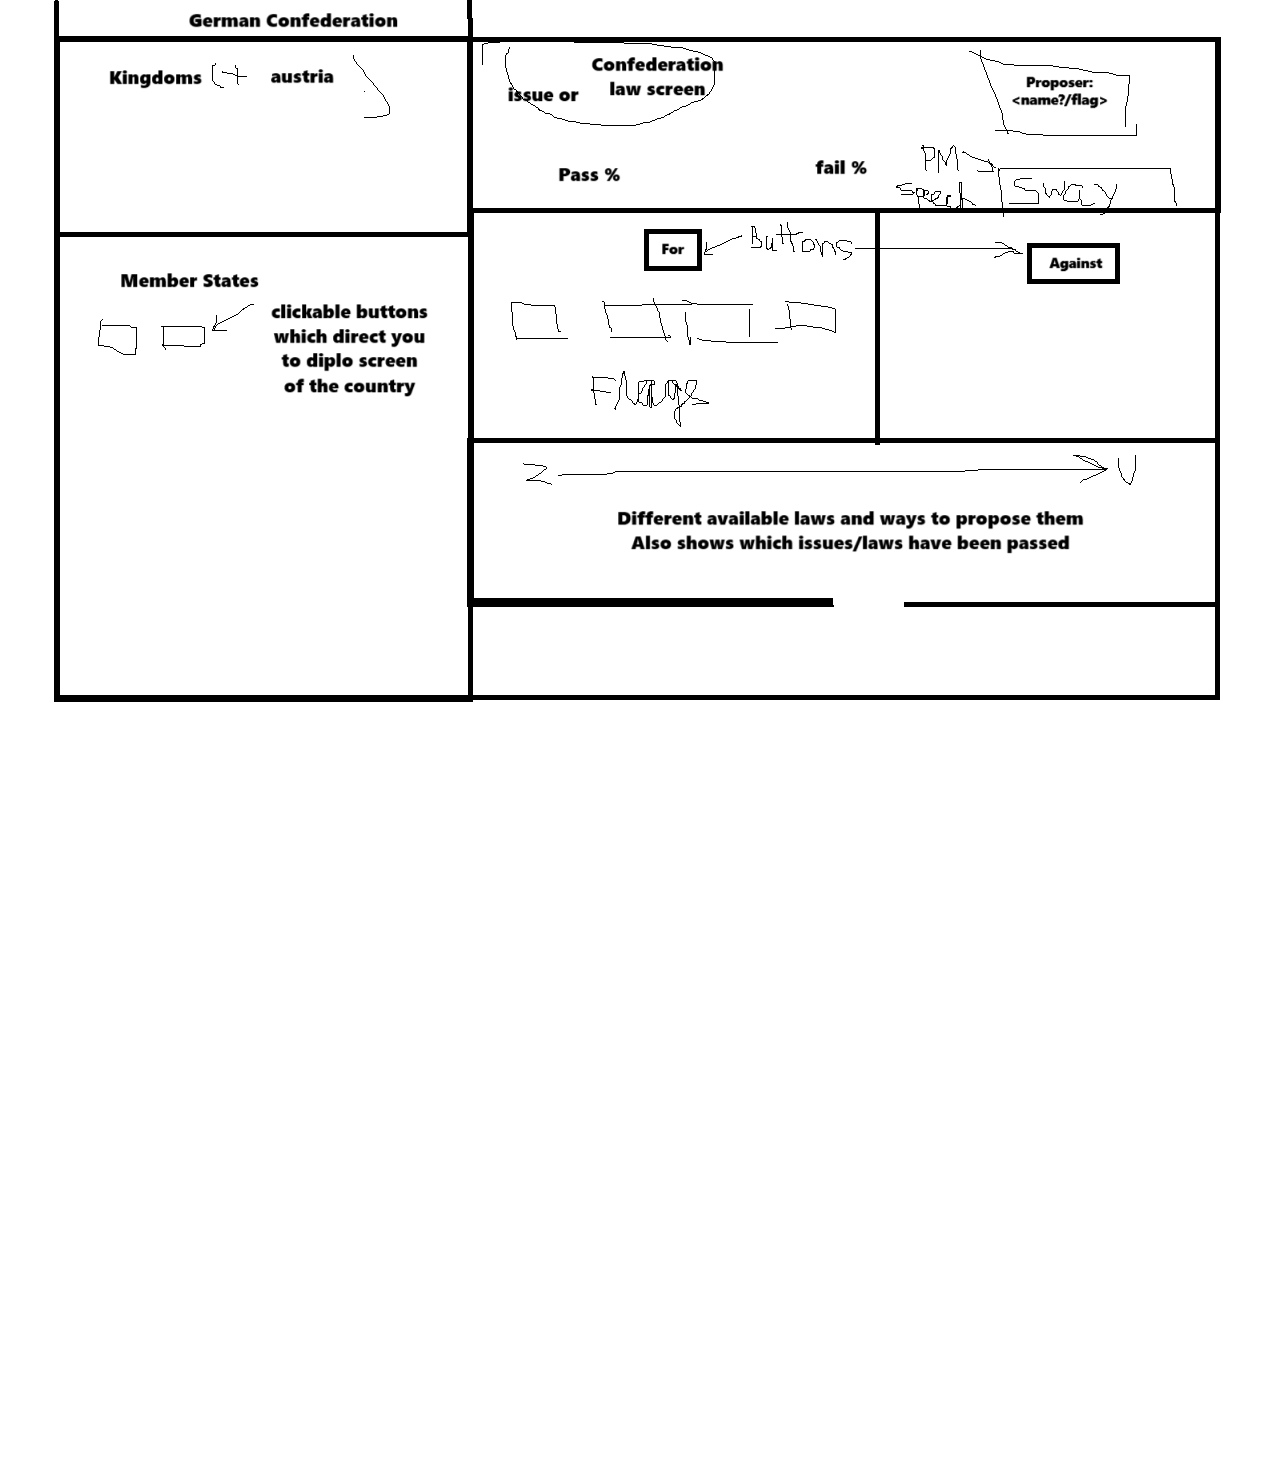 German Confederation
Kingdoms (+ austria )
Confederation
law screen
issue or
Proposer:
<name?/flag>
Pass %
fail %
PM
speech
Sway
For
Buttons
Against
Member States
clickable buttons
which direct you
to diplo screen
of the country
Flags
Different available laws and ways to propose them
Also shows which issues/laws have been passed